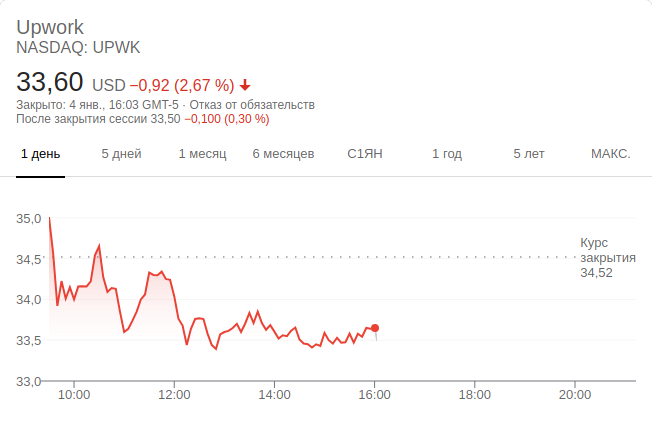 Upwork
NASDAQ: UPWK
33,60 USD −0,92 (2,67 %)
Закрыто: 4 янв., 16:03 GMT-5 · Отказ от обязательств
После закрытия сессии 33,50 −0,100 (0,30 %)
1 день 5 дней 1 месяц 6 месяцев С1ЯН 1 год 5 лет МАКС.
35,0
Курс
34,5 закрытия
34,52
34,0
33,5
33,0
10:00 12:00 14:00 16:00 18:00 20:00